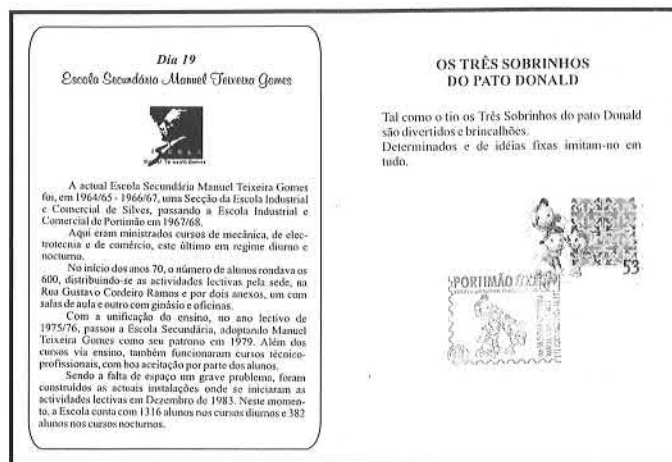 Dia 19
Escola Secundária Manuel Teixeira Gomes
ESCOLA
Manuel Teixeira Gomes
A actual Escola Secundária Manuel Teixeira Gomes
foi, em 1964/65 - 1966/67, uma Secção da Escola Industrial
e Comercial de Silves, passando a Escola Industrial e
Comercial de Portimão em 1967/68.
Aqui eram ministrados cursos de mecânica, de elec-
trotecnia e de comércio, este último em regime diurno e
nocturno.
No início dos anos 70, o número de alunos rondava os
600, distribuindo-se as actividades lectivas pela sede, na
Rua Gustavo Cordeiro Ramos e por dois anexos, um com
salas de aula e outro com ginásio e oficinas.
Com a unificação do ensino, no ano lectivo de
1975/76, passou a Escola Secundária, adoptando Manuel
Teixeira Gomes como seu patrono em 1979. Além dos
cursos via ensino, também funcionaram cursos técnico-
profissionais, com boa aceitação por parte dos alunos.
Sendo a falta de espaço um grave problema, foram
construídos as actuais instalações onde se iniciaram as
actividades lectivas em Dezembro de 1983. Neste momen-
to, a Escola conta com 1316 alunos nos cursos diurnos e 382
alunos nos cursos nocturnos.
OS TRÊS SOBRINHOS
DO PATO DONALD
Tal como o tio os Três Sobrinhos do pato Donald
são divertidos e brincalhões.
Determinados e de idéias fixas imitam-no em
tudo.
53
PORTIMÃO